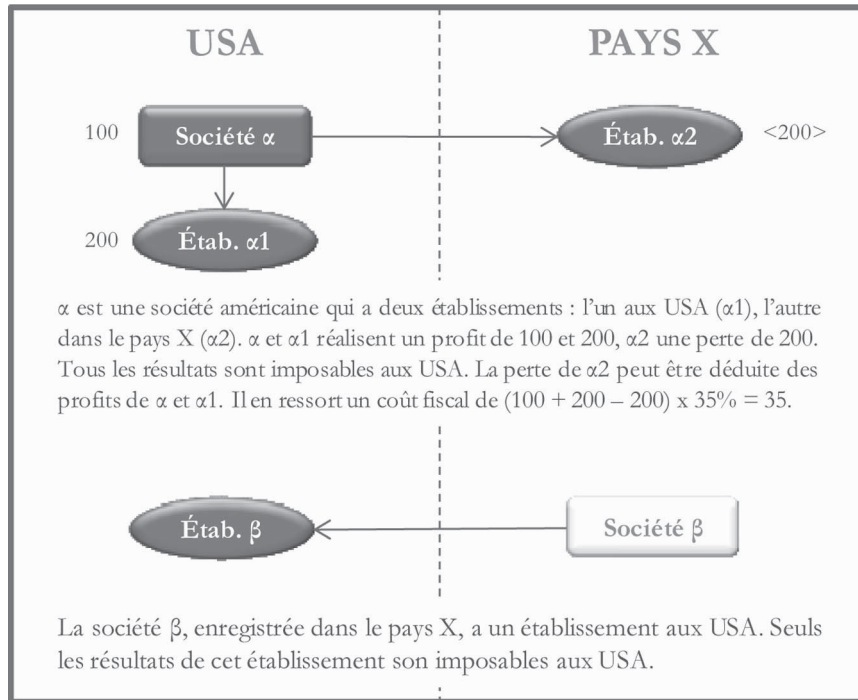 USA PAYS X
100 Société α Étab. α2 <200>
200 Étab. α1
α est une société américaine qui a deux établissements : l'un aux USA (α1), l'autre
dans le pays X (α2). α et α1 réalisent un profit de 100 et 200, α2 une perte de 200.
Tous les résultats sont imposables aux USA. La perte de α2 peut être déduite des
profits de α et α1. Il en ressort un coût fiscal de (100 + 200 – 200) x 35% = 35.
Étab. β Société β
La société β, enregistrée dans le pays X, a un établissement aux USA. Seuls
les résultats de cet établissement son imposables aux USA.